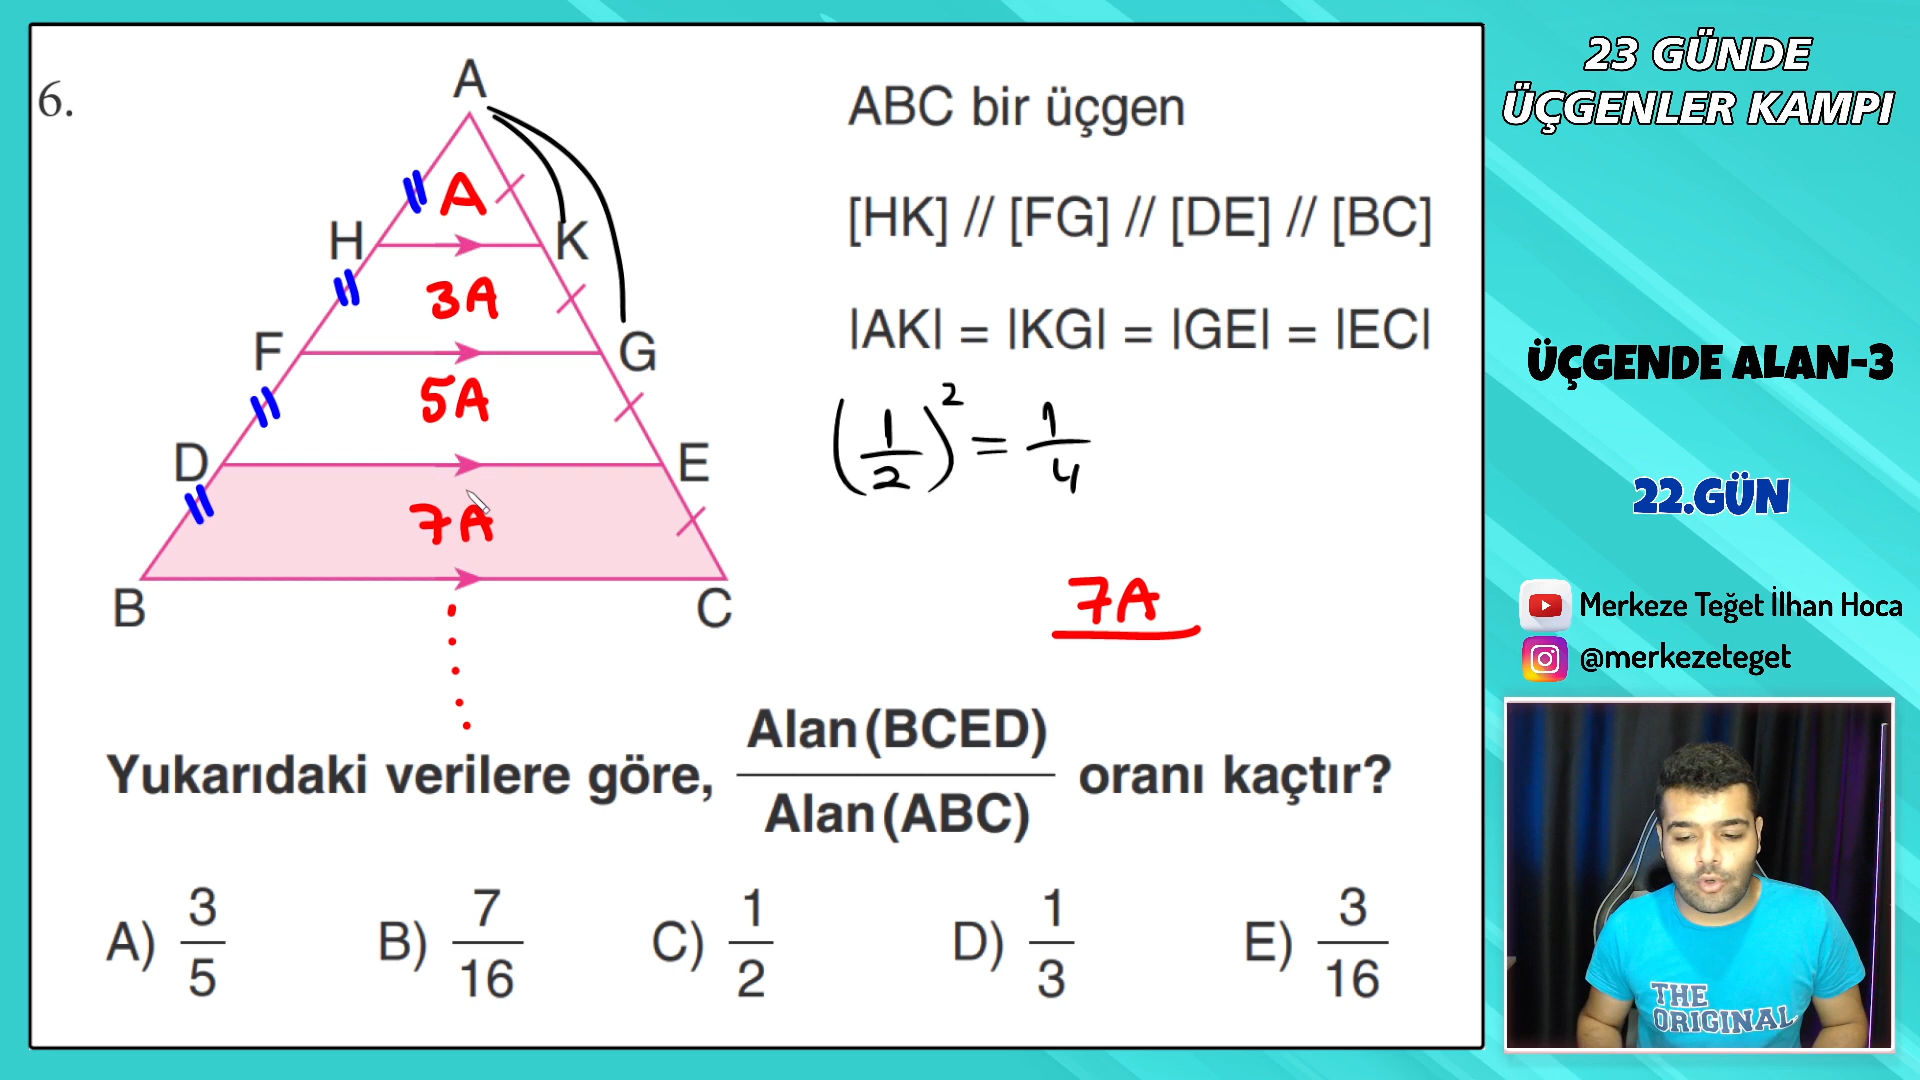 23 GÜNDE
ÜÇGENLER KAMPI
6.
A
H
K
F
G
D
E
B
C
A
3A
5A
7A
ABC bir üçgen
[HK] // [FG] // [DE] // [BC]
|AK| = |KG| = |GE| = |EC|
(1/2)² = 1/4
7A
Yukarıdaki verilere göre, Alan(BCED) / Alan(ABC) oranı kaçtır?
A) 3/5 B) 7/16 C) 1/2 D) 1/3 E) 3/16
ÜÇGENDE ALAN-3
22.GÜN
Merkeze Teğet İlhan Hoca
@merkezeteget
THE
ORIGINAL